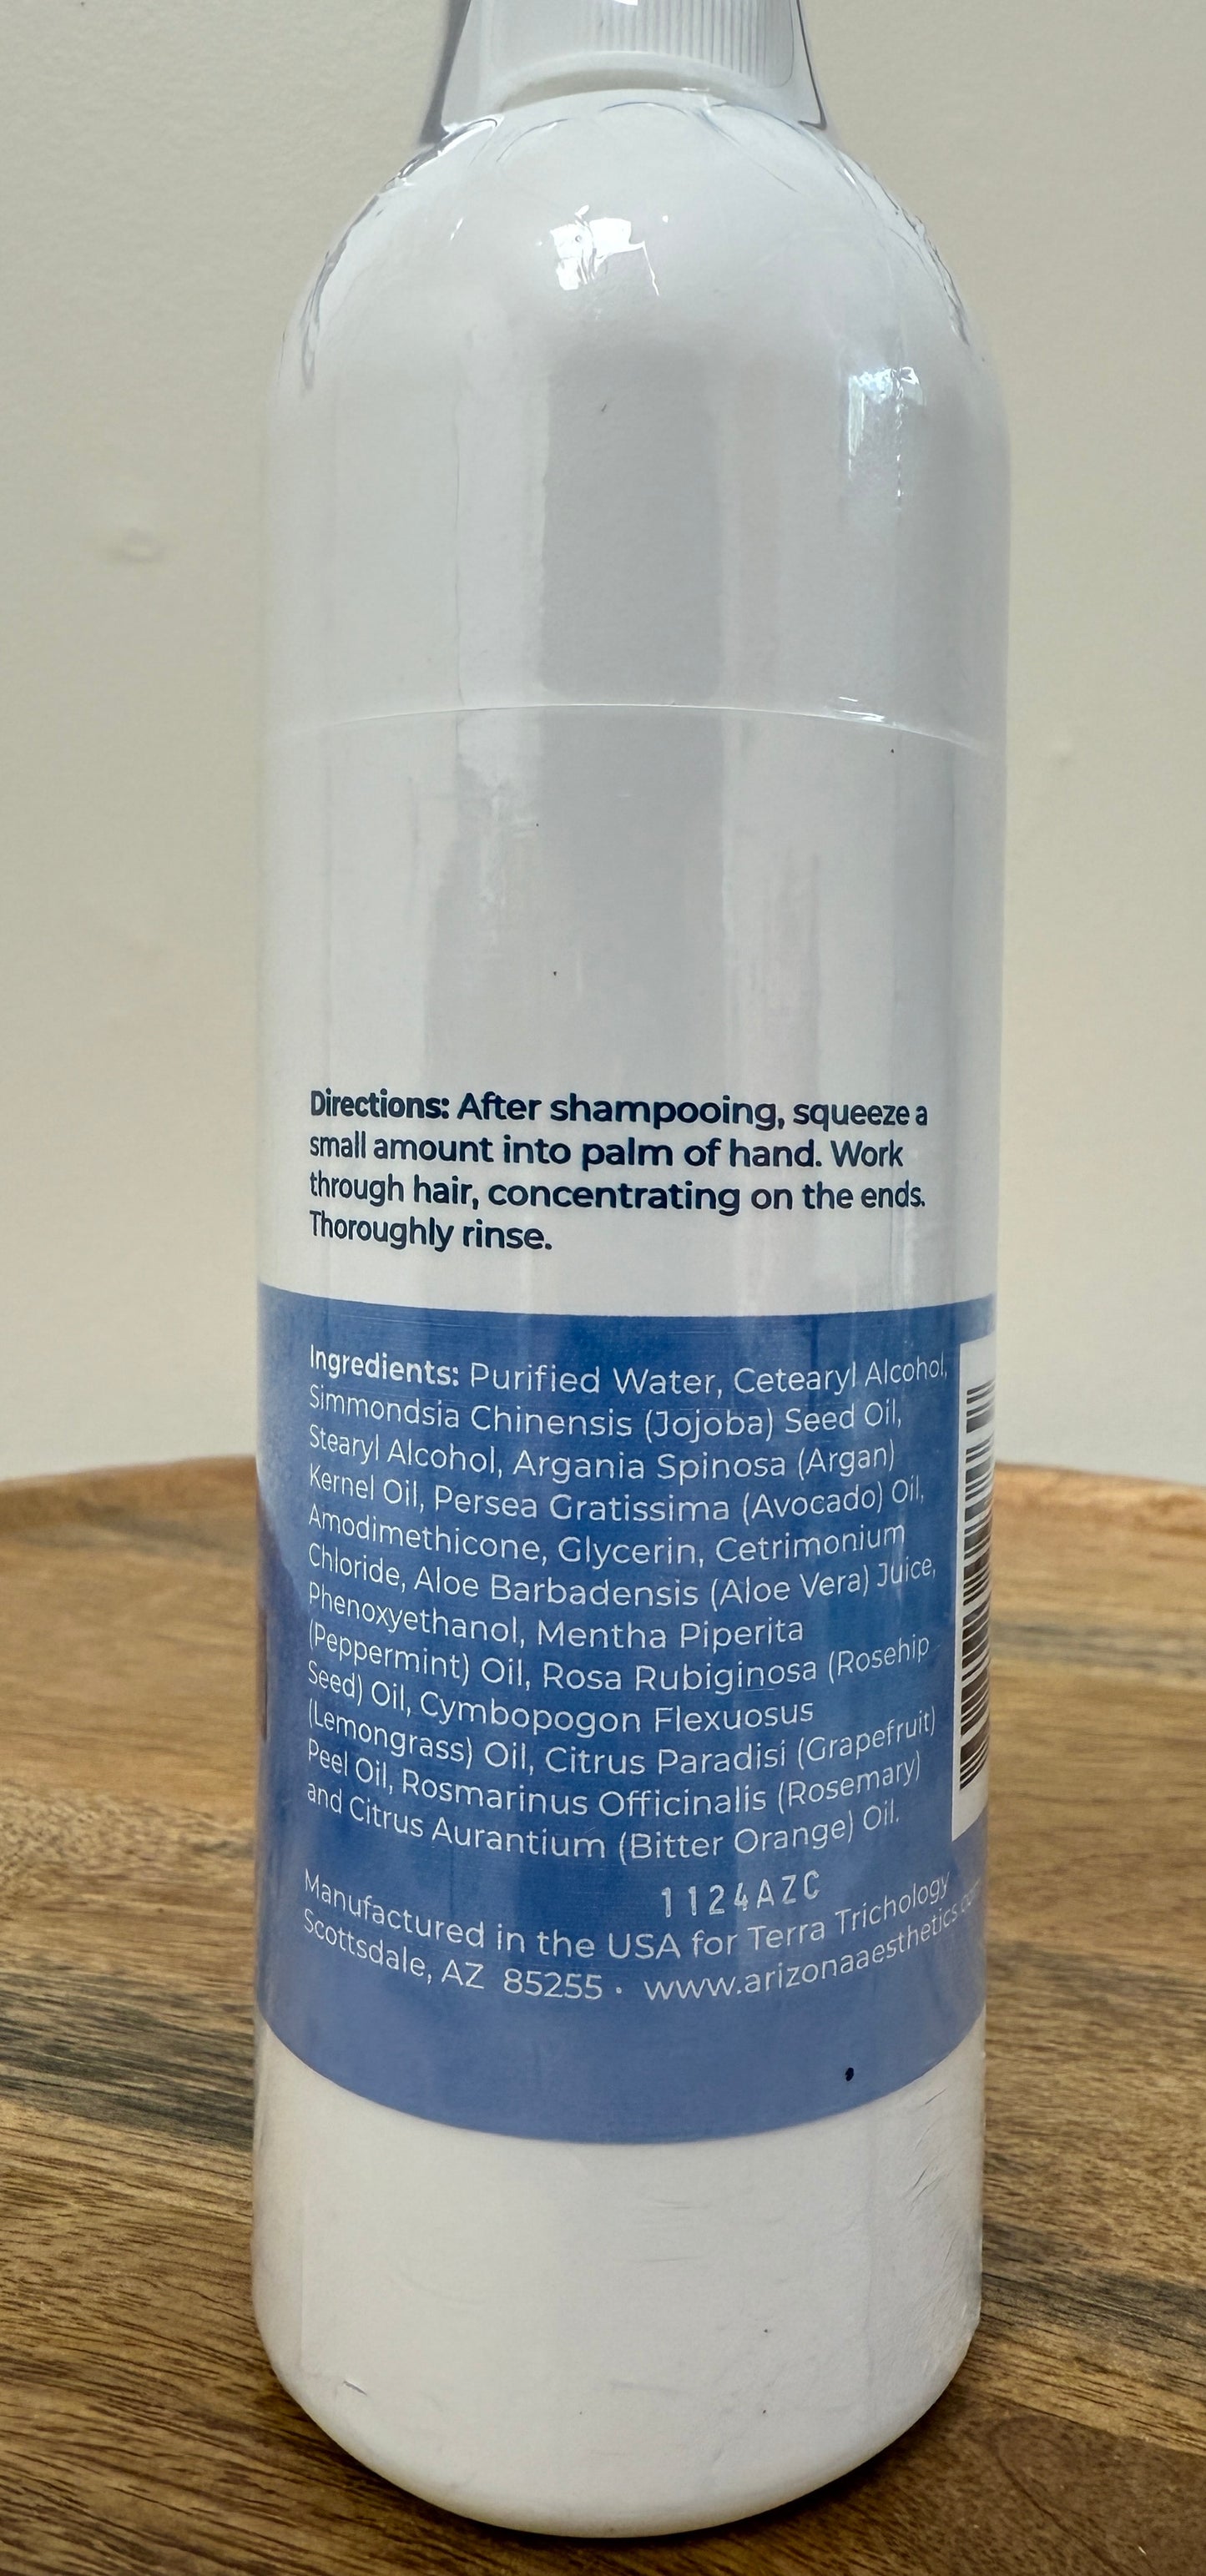 Directions: After shampooing, squeeze a
small amount into palm of hand. Work
through hair, concentrating on the ends.
Thoroughly rinse.
Ingredients: Purified Water, Cetearyl Alcohol,
Simmondsia Chinensis (Jojoba) Seed Oil,
Stearyl Alcohol, Argania Spinosa (Argan)
Kernel Oil, Persea Gratissima (Avocado) Oil,
Amodimethicone, Glycerin, Cetrimonium
Chloride, Aloe Barbadensis (Aloe Vera) Juice,
Phenoxyethanol, Mentha Piperita
(Peppermint) Oil, Rosa Rubiginosa (Rosehip
Seed) Oil, Cymbopogon Flexuosus
(Lemongrass) Oil, Citrus Paradisi (Grapefruit)
Peel Oil, Rosmarinus Officinalis (Rosemary)
and Citrus Aurantium (Bitter Orange) Oil.
1124AZC
Manufactured in the USA for Terra Trichology
Scottsdale, AZ 85255 • www.arizonaaesthetics.com